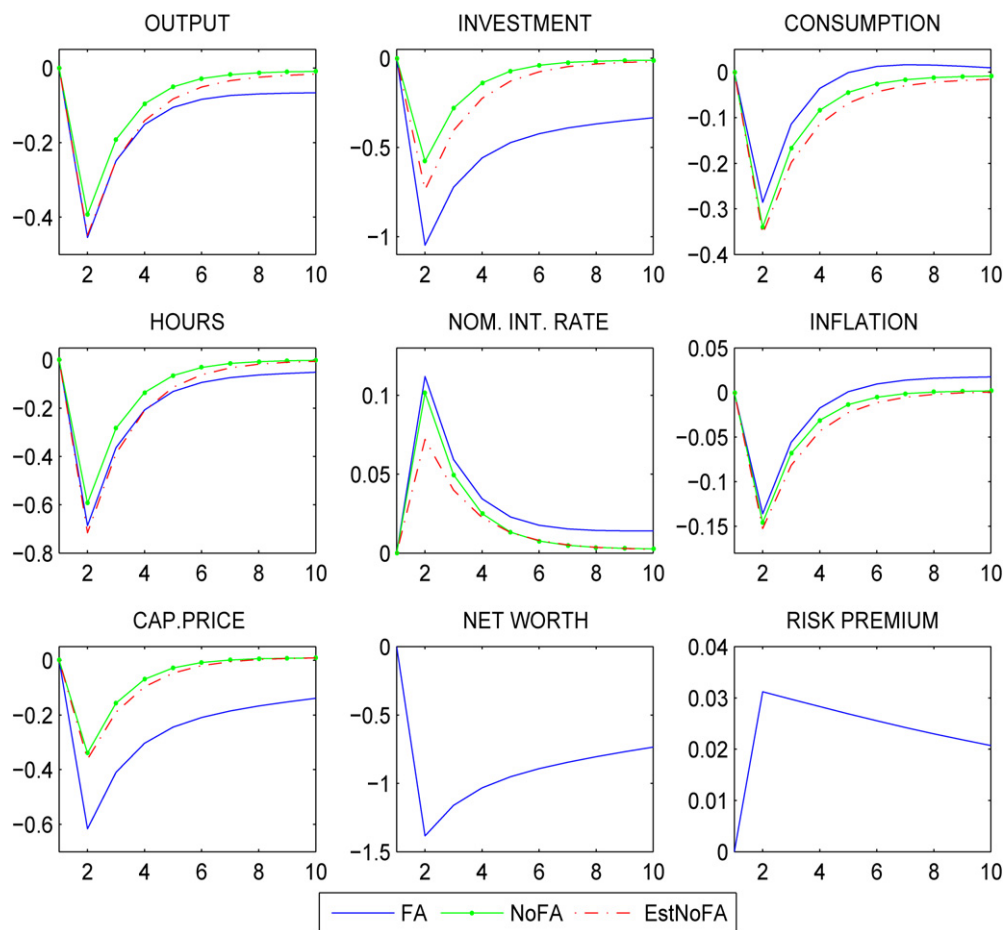 OUTPUT
INVESTMENT
CONSUMPTION
0
−0.2
−0.4
2 4 6 8 10
0
−0.5
−1
2 4 6 8 10
0
−0.1
−0.2
−0.3
−0.4
2 4 6 8 10
HOURS
NOM. INT. RATE
INFLATION
0
−0.2
−0.4
−0.6
−0.8
2 4 6 8 10
0.1
0.05
0
2 4 6 8 10
0.05
0
−0.05
−0.1
−0.15
2 4 6 8 10
CAP.PRICE
NET WORTH
RISK PREMIUM
0
−0.2
−0.4
−0.6
2 4 6 8 10
0
−0.5
−1
−1.5
2 4 6 8 10
0.04
0.03
0.02
0.01
0
2 4 6 8 10
FA NoFA EstNoFA